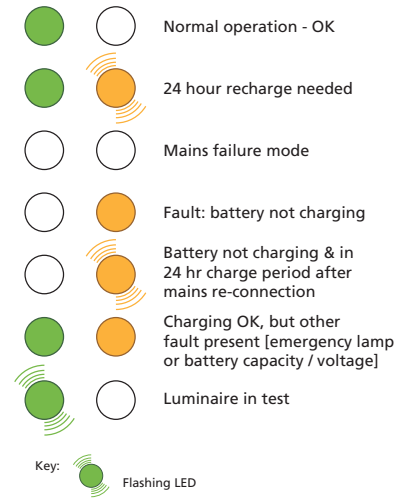 Normal operation - OK
24 hour recharge needed
Mains failure mode
Fault: battery not charging
Battery not charging & in
24 hr charge period after
mains re-connection
Charging OK, but other
fault present [emergency lamp
or battery capacity / voltage]
Luminaire in test
Key:
Flashing LED